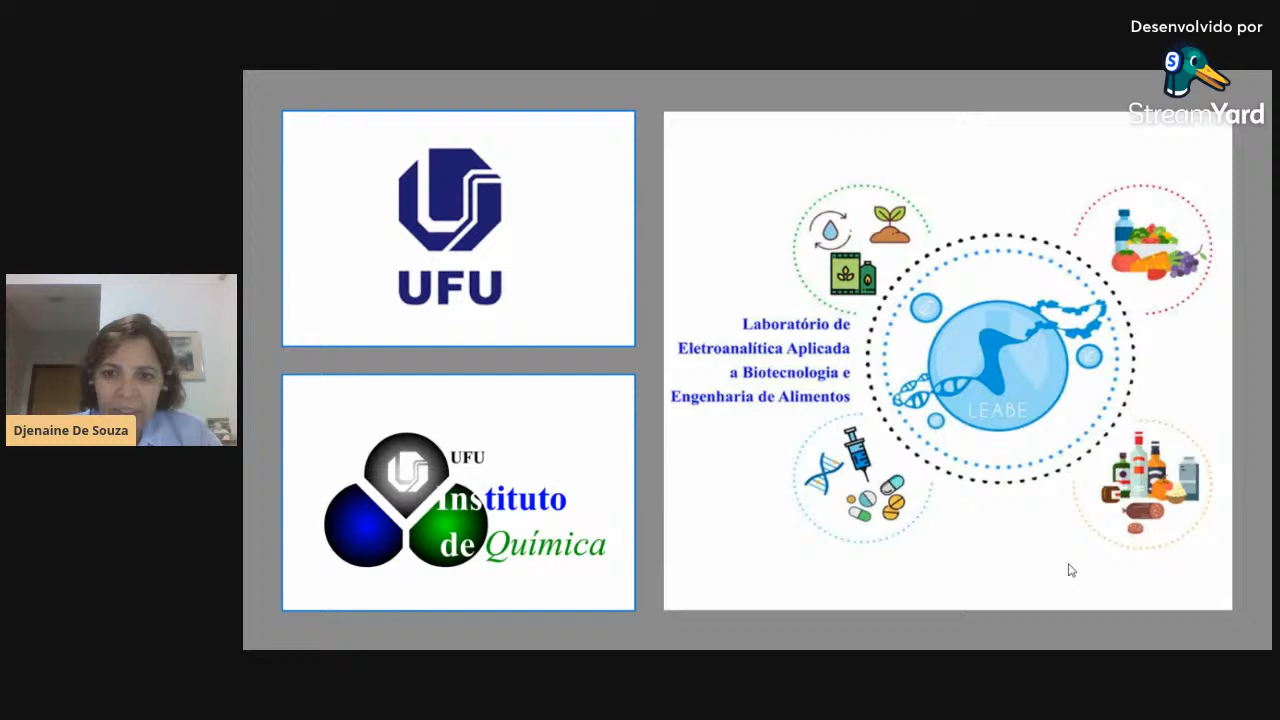 Desenvolvido por
S
StreamYard
UFU
Laboratório de
Eletroanalítica Aplicada
a Biotecnologia e
Engenharia de Alimentos
LEABE
Djenaine De Souza
UFU
Instituto
de Química